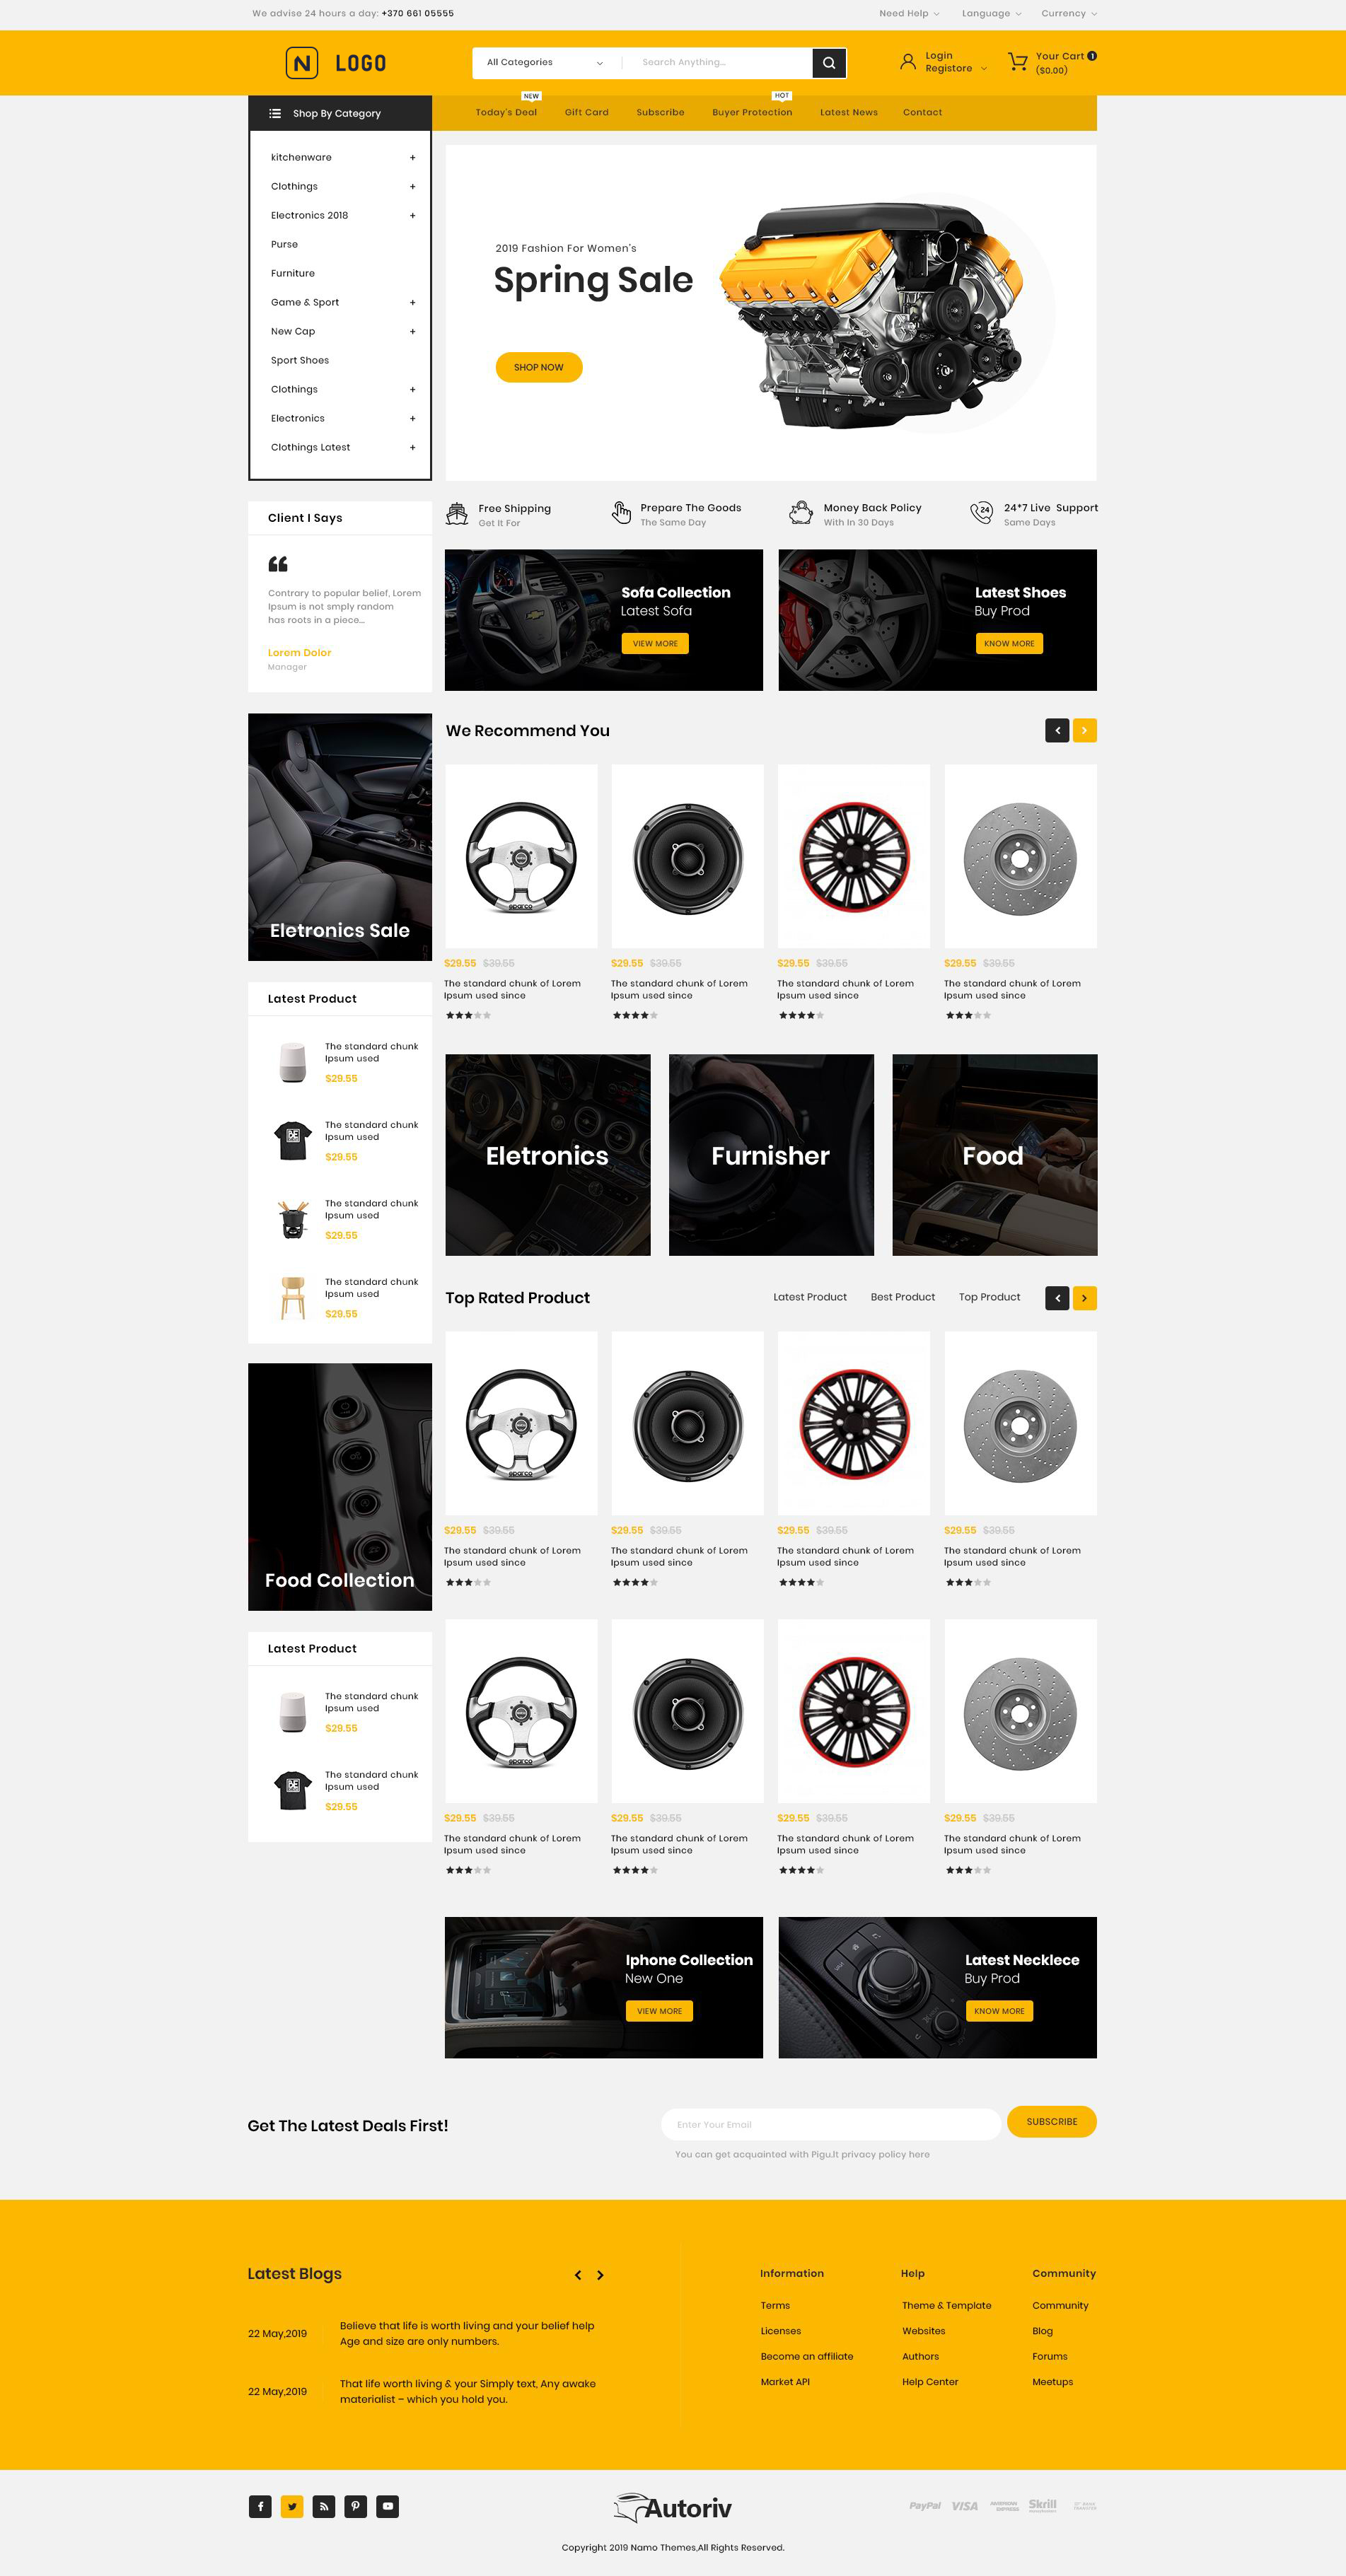 We advise 24 hours a day: +370 661 05555
Need Help
Language
Currency
N LOGO
All Categories
Search Anything...
Login
Registore
Your Cart 1
($0.00)
Shop By Category
NEW
HOT
Today's Deal
Gift Card
Subscribe
Buyer Protection
Latest News
Contact
kitchenware +
Clothings +
Electronics 2018 +
Purse
Furniture
Game & Sport +
New Cap +
Sport Shoes
Clothings +
Electronics +
Clothings Latest +
2019 Fashion For Women's
Spring Sale
SHOP NOW
Free Shipping
Get It For
Prepare The Goods
The Same Day
Money Back Policy
With In 30 Days
24
24*7 Live Support
Same Days
Client I Says
Contrary to popular belief, Lorem
Ipsum is not smply random
has roots in a piece...
Lorem Dolor
Manager
Sofa Collection
Latest Sofa
VIEW MORE
Latest Shoes
Buy Prod
KNOW MORE
Eletronics Sale
We Recommend You
sparco
$29.55 $39.55
The standard chunk of Lorem
Ipsum used since
$29.55 $39.55
The standard chunk of Lorem
Ipsum used since
$29.55 $39.55
The standard chunk of Lorem
Ipsum used since
$29.55 $39.55
The standard chunk of Lorem
Ipsum used since
Latest Product
The standard chunk
Ipsum used
$29.55
The standard chunk
Ipsum used
$29.55
The standard chunk
Ipsum used
$29.55
The standard chunk
Ipsum used
$29.55
Eletronics
Furnisher
Food
Top Rated Product
Latest Product
Best Product
Top Product
sparco
$29.55 $39.55
The standard chunk of Lorem
Ipsum used since
$29.55 $39.55
The standard chunk of Lorem
Ipsum used since
$29.55 $39.55
The standard chunk of Lorem
Ipsum used since
$29.55 $39.55
The standard chunk of Lorem
Ipsum used since
Food Collection
Latest Product
The standard chunk
Ipsum used
$29.55
The standard chunk
Ipsum used
$29.55
sparco
$29.55 $39.55
The standard chunk of Lorem
Ipsum used since
$29.55 $39.55
The standard chunk of Lorem
Ipsum used since
$29.55 $39.55
The standard chunk of Lorem
Ipsum used since
$29.55 $39.55
The standard chunk of Lorem
Ipsum used since
Iphone Collection
New One
VIEW MORE
Latest Necklece
Buy Prod
KNOW MORE
Get The Latest Deals First!
Enter Your Email
SUBSCRIBE
You can get acquainted with Pigu.lt privacy policy here
Latest Blogs
22 May,2019
Believe that life is worth living and your belief help
Age and size are only numbers.
22 May,2019
That life worth living & your Simply text, Any awake
materialist – which you hold you.
Information
Terms
Licenses
Become an affiliate
Market API
Help
Theme & Template
Websites
Authors
Help Center
Community
Community
Blog
Forums
Meetups
Autoriv
PayPal
VISA
AMERICAN
EXPRESS
Skrill
BANK
TRANSFER
Copyright 2019 Namo Themes,All Rights Reserved.